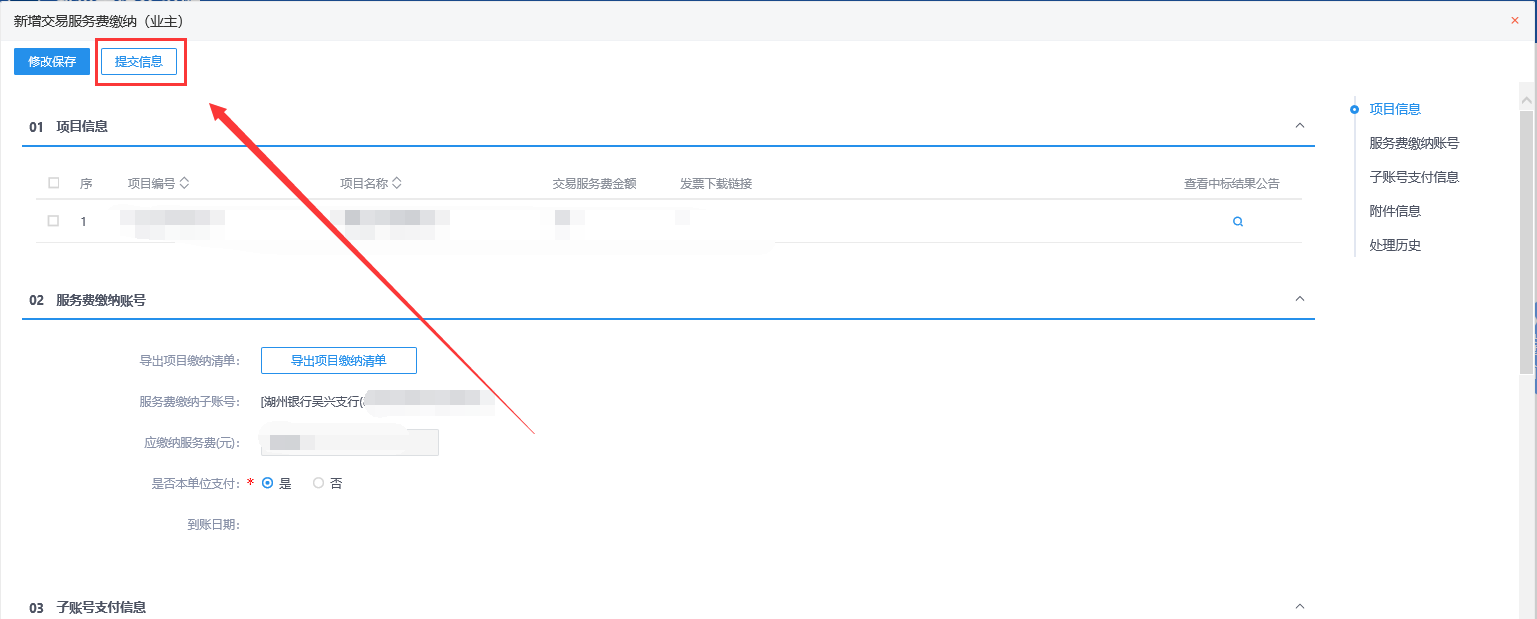 新增交易服务费缴纳（业主）
修改保存 提交信息
01 项目信息
序 项目编号 项目名称 交易服务费金额 发票下载链接 查看中标结果公告
1
02 服务费缴纳账号
导出项目缴纳清单: 导出项目缴纳清单
服务费缴纳子账号: [湖州银行吴兴支行(
应缴纳服务费(元):
是否本单位支付: * 是 否
到账日期:
03 子账号支付信息
项目信息
服务费缴纳账号
子账号支付信息
附件信息
处理历史